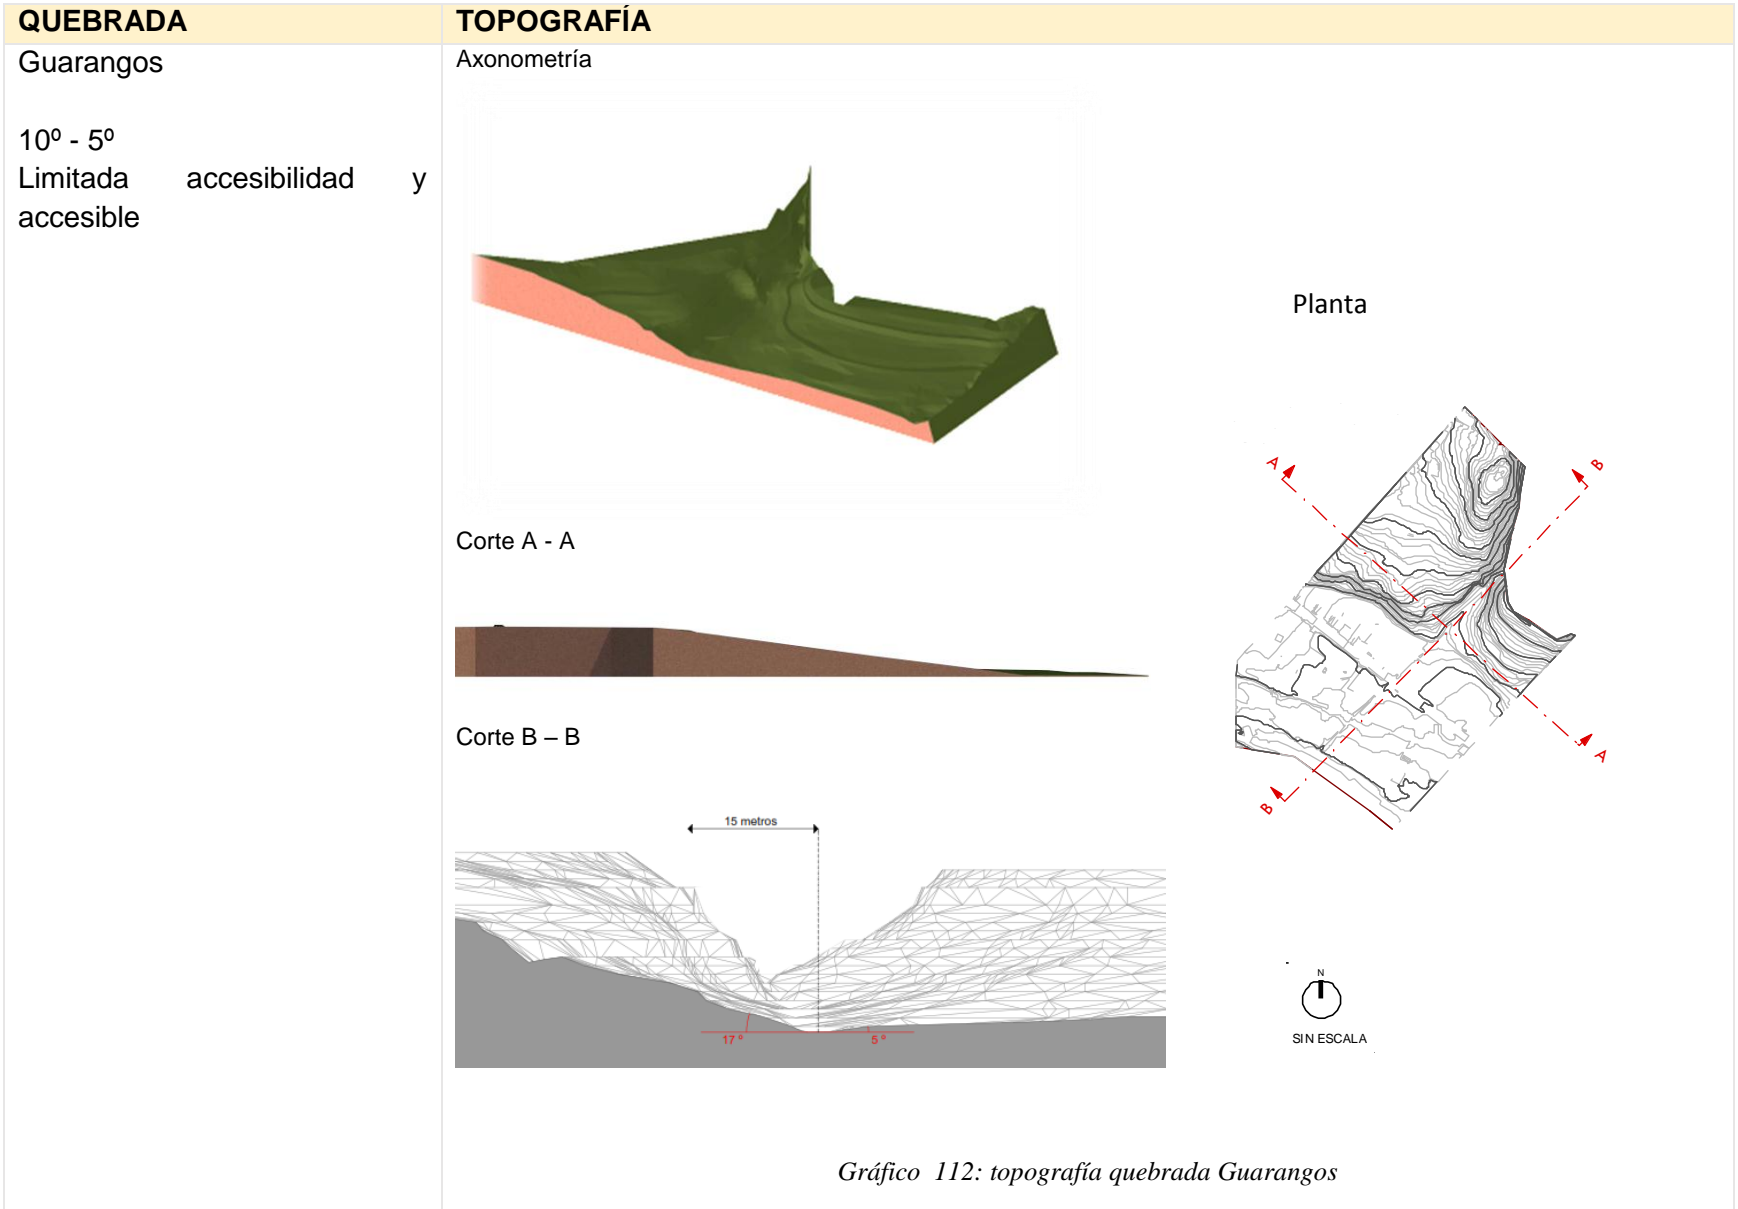 QUEBRADA
TOPOGRAFÍA
Guarangos
10º - 5º
Limitada accesibilidad y
accesible
Axonometría
Planta
A
B
Corte A - A
Corte B – B
A
B
15 metros
17 º
5 º
N
SIN ESCALA
Gráfico 112: topografía quebrada Guarangos